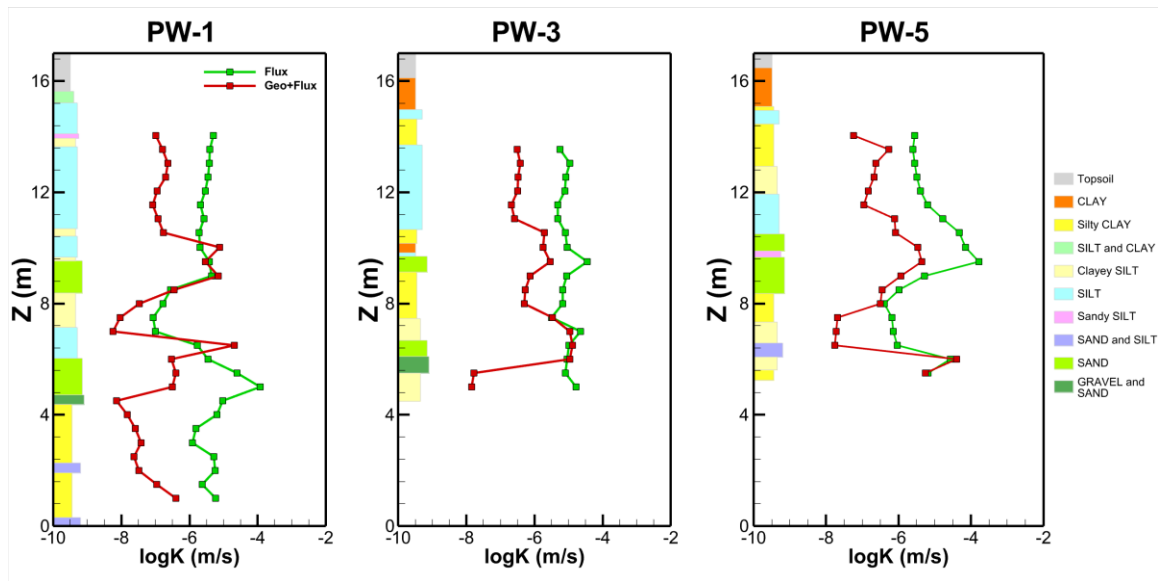 PW-1
PW-3
PW-5
Flux
Geo+Flux
Z (m)
16
12
8
4
0
-10
-8
-6
-4
-2
logK (m/s)
Z (m)
16
12
8
4
0
-10
-8
-6
-4
-2
logK (m/s)
Z (m)
16
12
8
4
0
-10
-8
-6
-4
-2
logK (m/s)
Topsoil
CLAY
Silty CLAY
SILT and CLAY
Clayey SILT
SILT
Sandy SILT
SAND and SILT
SAND
GRAVEL and
SAND